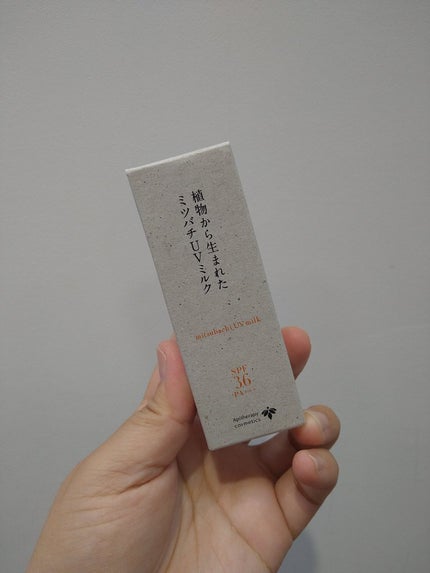 植物から生まれた
ミツバチUVミルク
mitsubachi UV milk
SPF
36
PA+++
Apotherapy
cosmetics